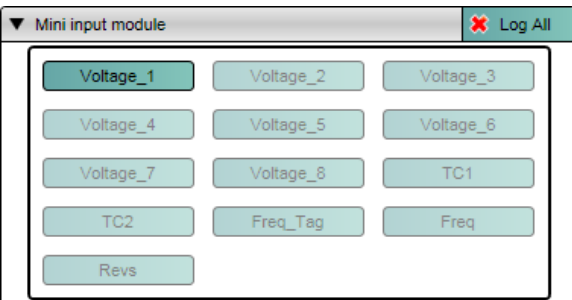 Mini input module Log All
Voltage_1 Voltage_2 Voltage_3
Voltage_4 Voltage_5 Voltage_6
Voltage_7 Voltage_8 TC1
TC2 Freq_Tag Freq
Revs